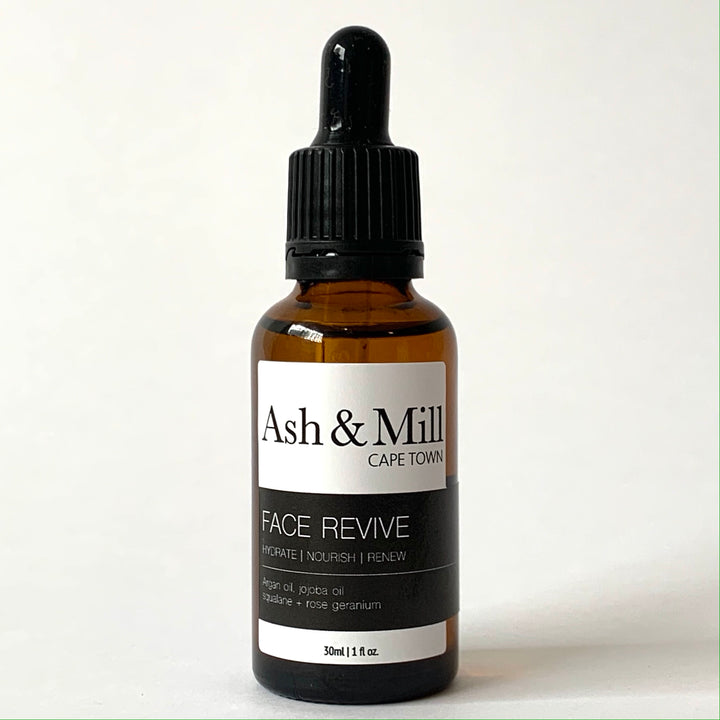 Ash & Mill
CAPE TOWN
FACE REVIVE
HYDRATE | NOURISH | RENEW
Argan oil, jojoba oil
squalane + rose geranium
30ml | 1 fl oz.